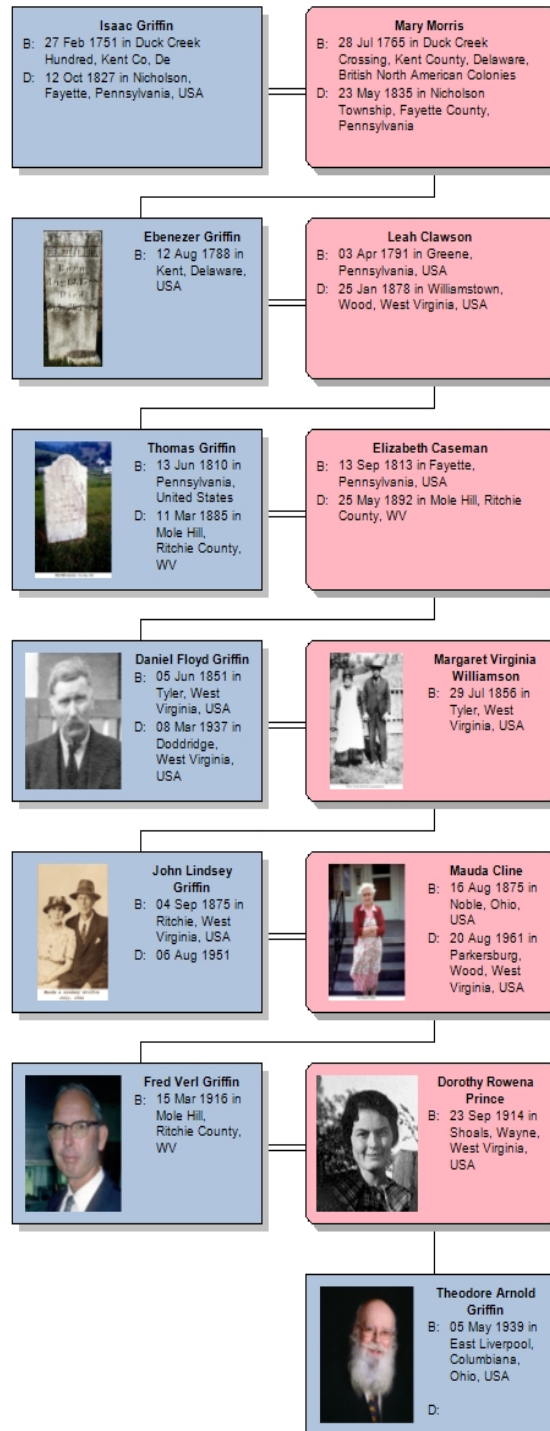 Isaac Griffin
B: 27 Feb 1751 in Duck Creek
Hundred, Kent Co, De
D: 12 Oct 1827 in Nicholson,
Fayette, Pennsylvania, USA
Mary Morris
B: 28 Jul 1765 in Duck Creek
Crossing, Kent County, Delaware,
British North American Colonies
D: 23 May 1835 in Nicholson
Township, Fayette County,
Pennsylvania
Ebenezer Griffin
B: 12 Aug 1788 in
Kent, Delaware,
USA
Leah Clawson
B: 03 Apr 1791 in Greene,
Pennsylvania, USA
D: 25 Jan 1878 in Williamstown,
Wood, West Virginia, USA
Thomas Griffin
B: 13 Jun 1810 in
Pennsylvania,
United States
D: 11 Mar 1885 in
Mole Hill,
Ritchie County,
WV
Elizabeth Caseman
B: 13 Sep 1813 in Fayette,
Pennsylvania, USA
D: 25 May 1892 in Mole Hill, Ritchie
County, WV
Daniel Floyd Griffin
B: 05 Jun 1851 in
Tyler, West
Virginia, USA
D: 08 Mar 1937 in
Doddridge,
West Virginia,
USA
Margaret Virginia
Williamson
B: 29 Jul 1856 in
Tyler, West
Virginia, USA
John Lindsey
Griffin
B: 04 Sep 1875 in
Ritchie, West
Virginia, USA
D: 06 Aug 1951
Mauda Cline
B: 16 Aug 1875 in
Noble, Ohio,
USA
D: 20 Aug 1961 in
Parkersburg,
Wood, West
Virginia, USA
Fred Verl Griffin
B: 15 Mar 1916 in
Mole Hill,
Ritchie County,
WV
Dorothy Rowena
Prince
B: 23 Sep 1914 in
Shoals, Wayne,
West Virginia,
USA
Theodore Arnold
Griffin
B: 05 May 1939 in
East Liverpool,
Columbiana,
Ohio, USA
D: